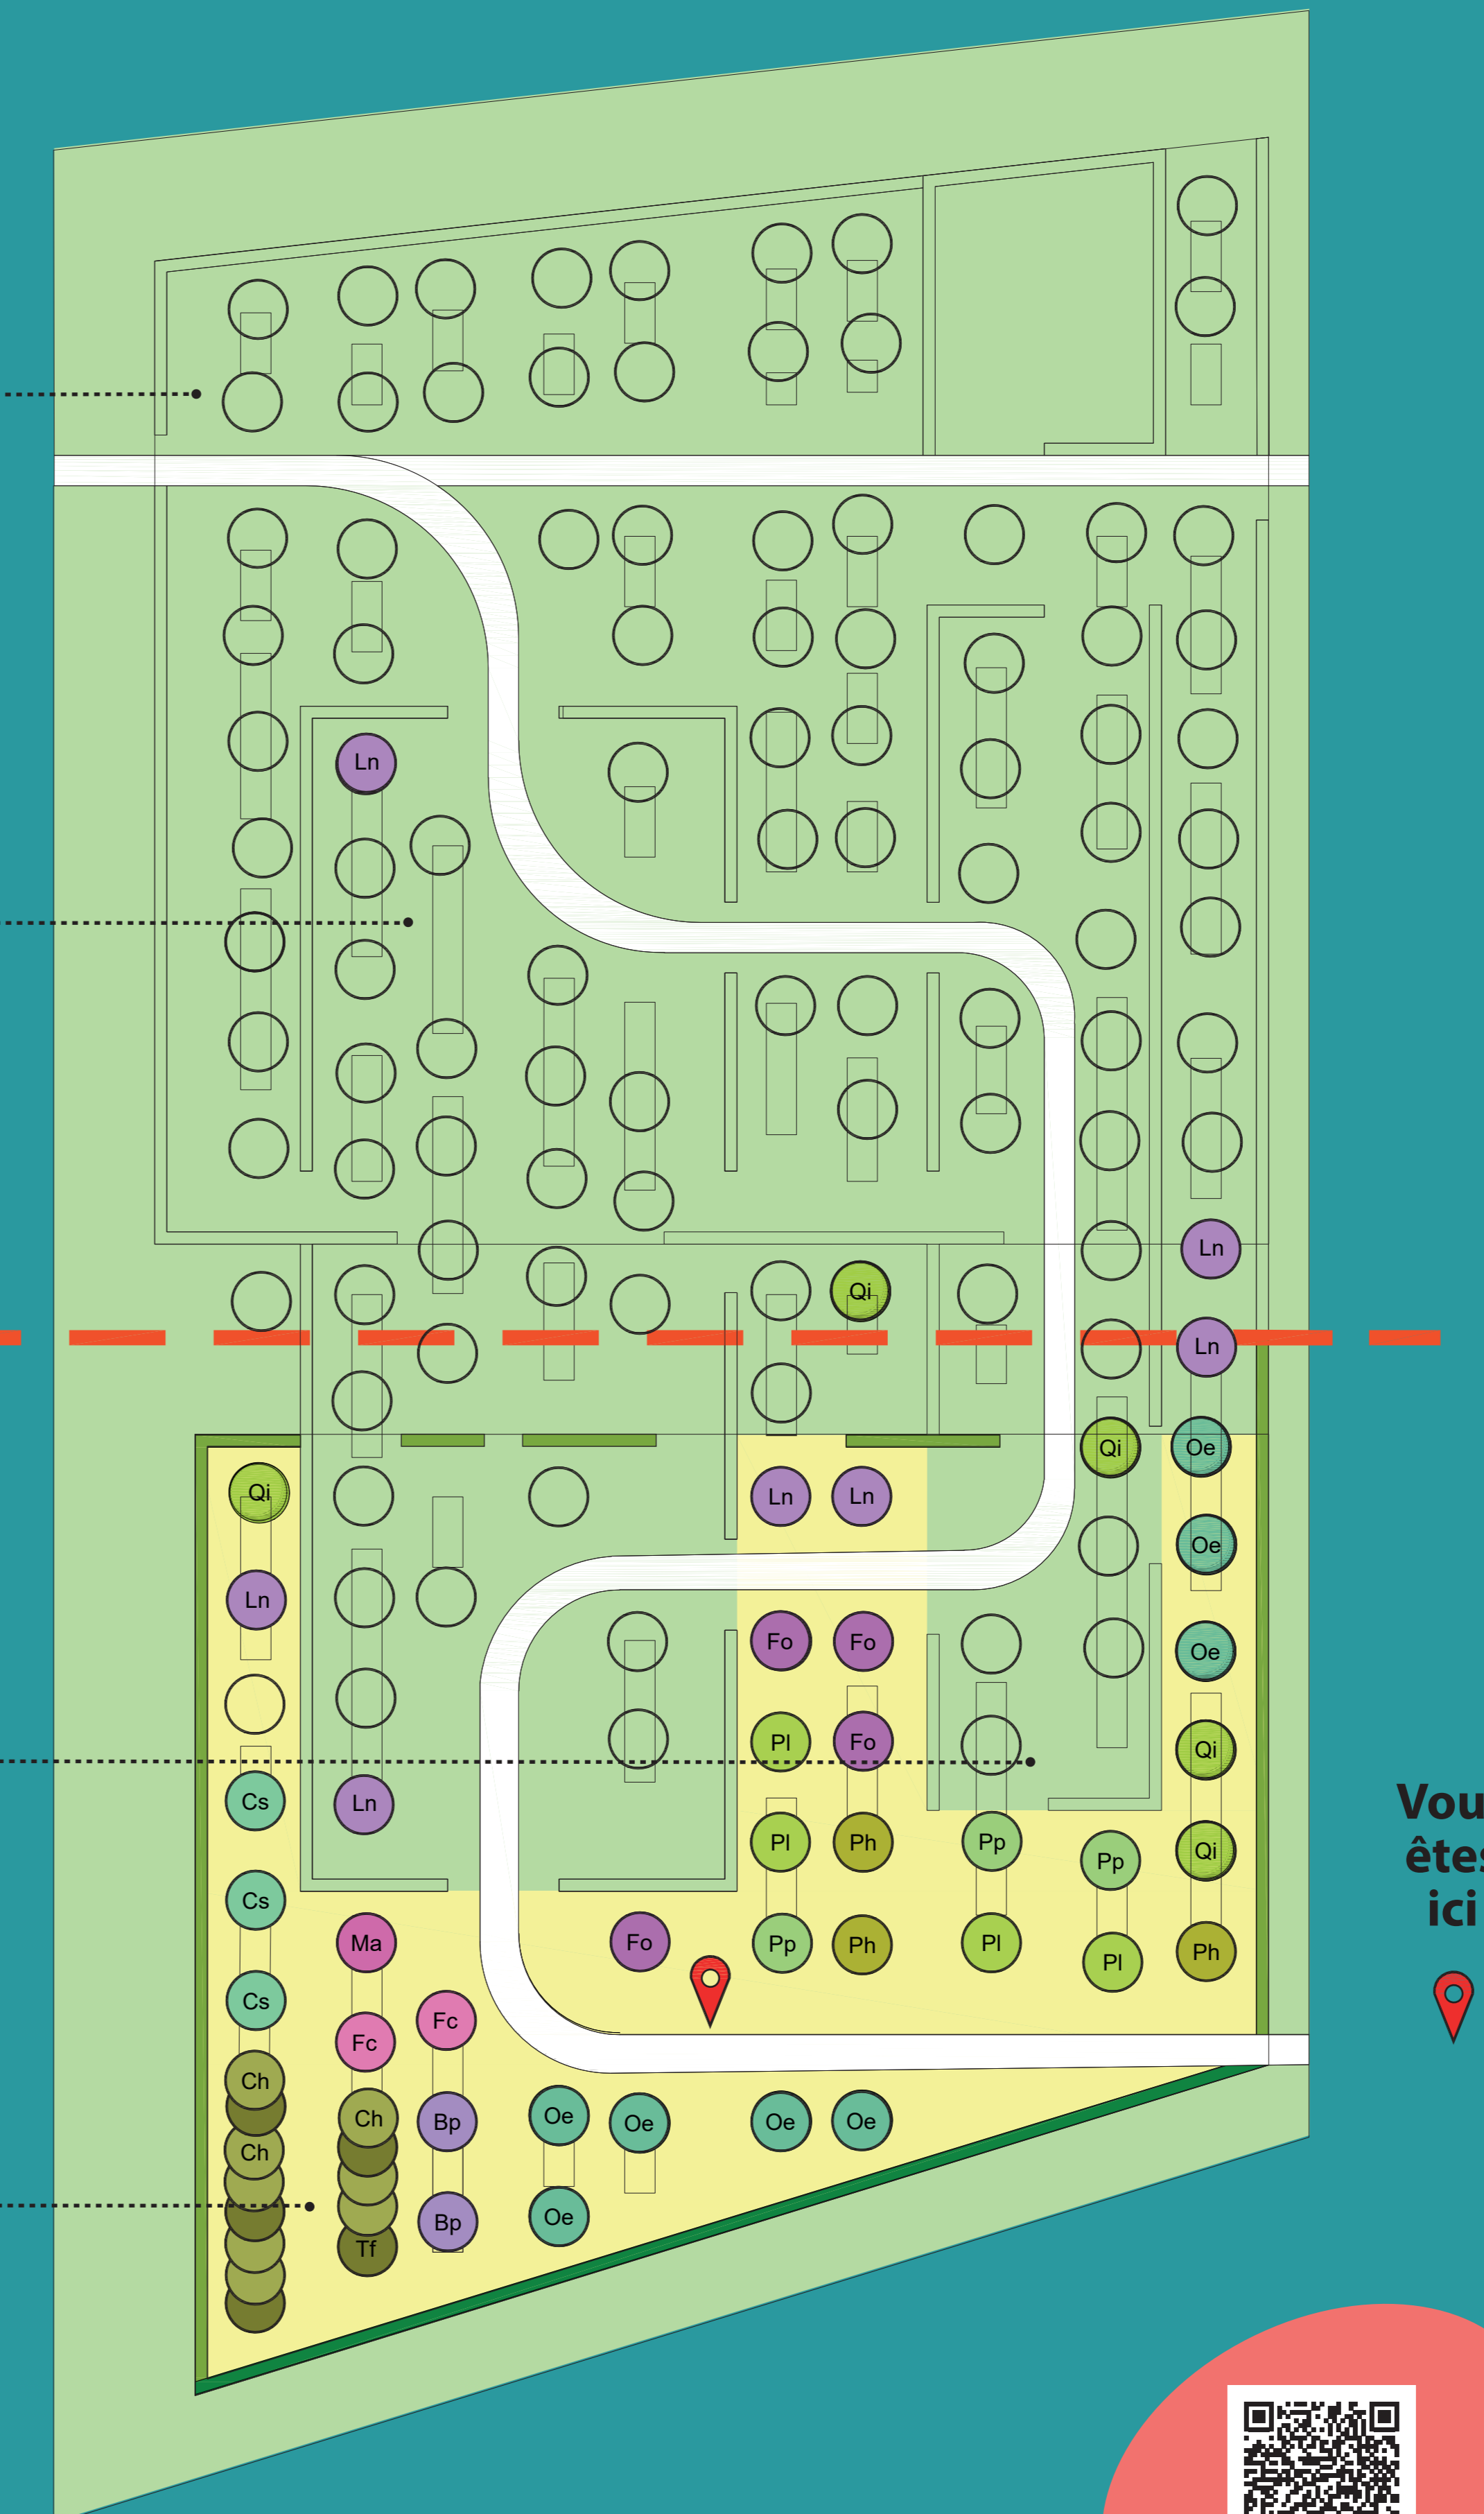 Ln
Ln
Qi
Ln
Qi Oe
Qi Ln Ln
Oe
Ln
Fo Fo Oe
Pl Fo Qi
Cs Ln
Pl Ph Pp Pp Qi
Cs
Ma Fo Pp Ph Pl Pl Ph
Cs
Fc Fc
Ch
Ch Ch Bp Oe Oe Oe Oe
Bp Oe
Tf
Vou
êtes
ici